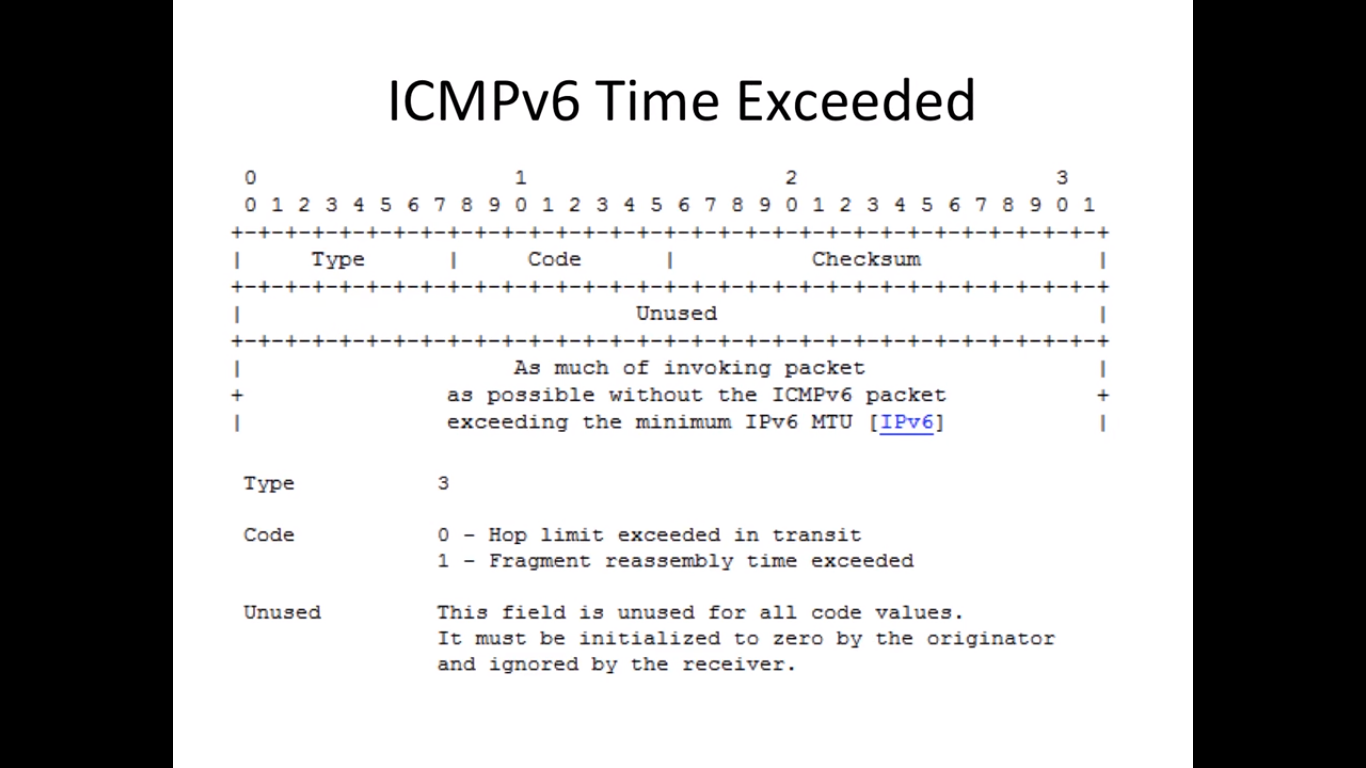 ICMPv6 Time Exceeded
0 1 2 3
0 1 2 3 4 5 6 7 8 9 0 1 2 3 4 5 6 7 8 9 0 1 2 3 4 5 6 7 8 9 0 1
+-+-+-+-+-+-+-+-+-+-+-+-+-+-+-+-+-+-+-+-+-+-+-+-+-+-+-+-+-+-+-+-+
| Type | Code | Checksum |
+-+-+-+-+-+-+-+-+-+-+-+-+-+-+-+-+-+-+-+-+-+-+-+-+-+-+-+-+-+-+-+-+
| Unused |
+-+-+-+-+-+-+-+-+-+-+-+-+-+-+-+-+-+-+-+-+-+-+-+-+-+-+-+-+-+-+-+-+
| As much of invoking packet |
+ as possible without the ICMPv6 packet +
| exceeding the minimum IPv6 MTU [IPv6] |
Type 3
Code 0 - Hop limit exceeded in transit
1 - Fragment reassembly time exceeded
Unused This field is unused for all code values.
It must be initialized to zero by the originator
and ignored by the receiver.